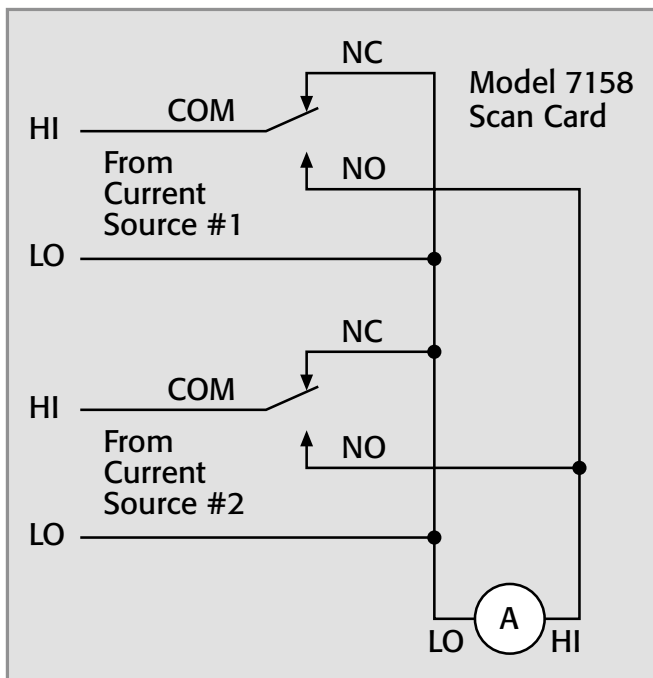 NC
Model 7158
Scan Card
COM
HI
From
Current
Source #1
NO
LO
NC
COM
HI
From
Current
Source #2
NO
LO
A
LO
HI